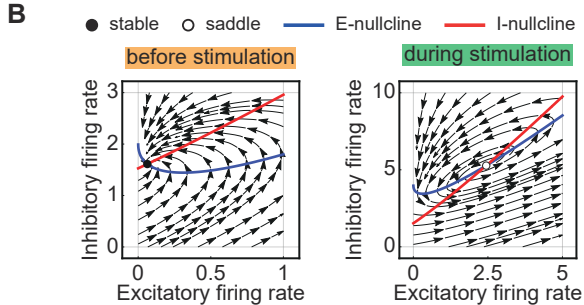 B
stable saddle E-nullcline I-nullcline
before stimulation during stimulation
Inhibitory firing rate
3
2
1
0
0 0.5 1
Excitatory firing rate
Inhibitory firing rate
10
5
0
0 2.5 5
Excitatory firing rate